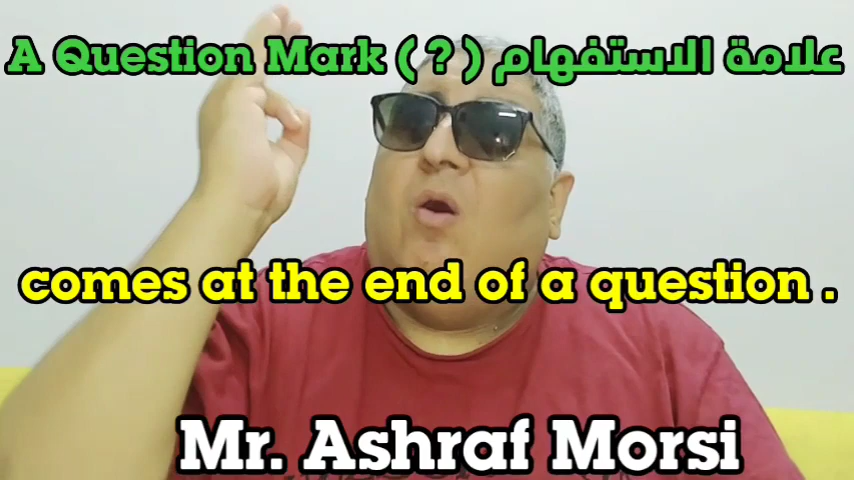 A Question Mark ( ? ) علامة الاستفهام
comes at the end of a question .
Mr. Ashraf Morsi